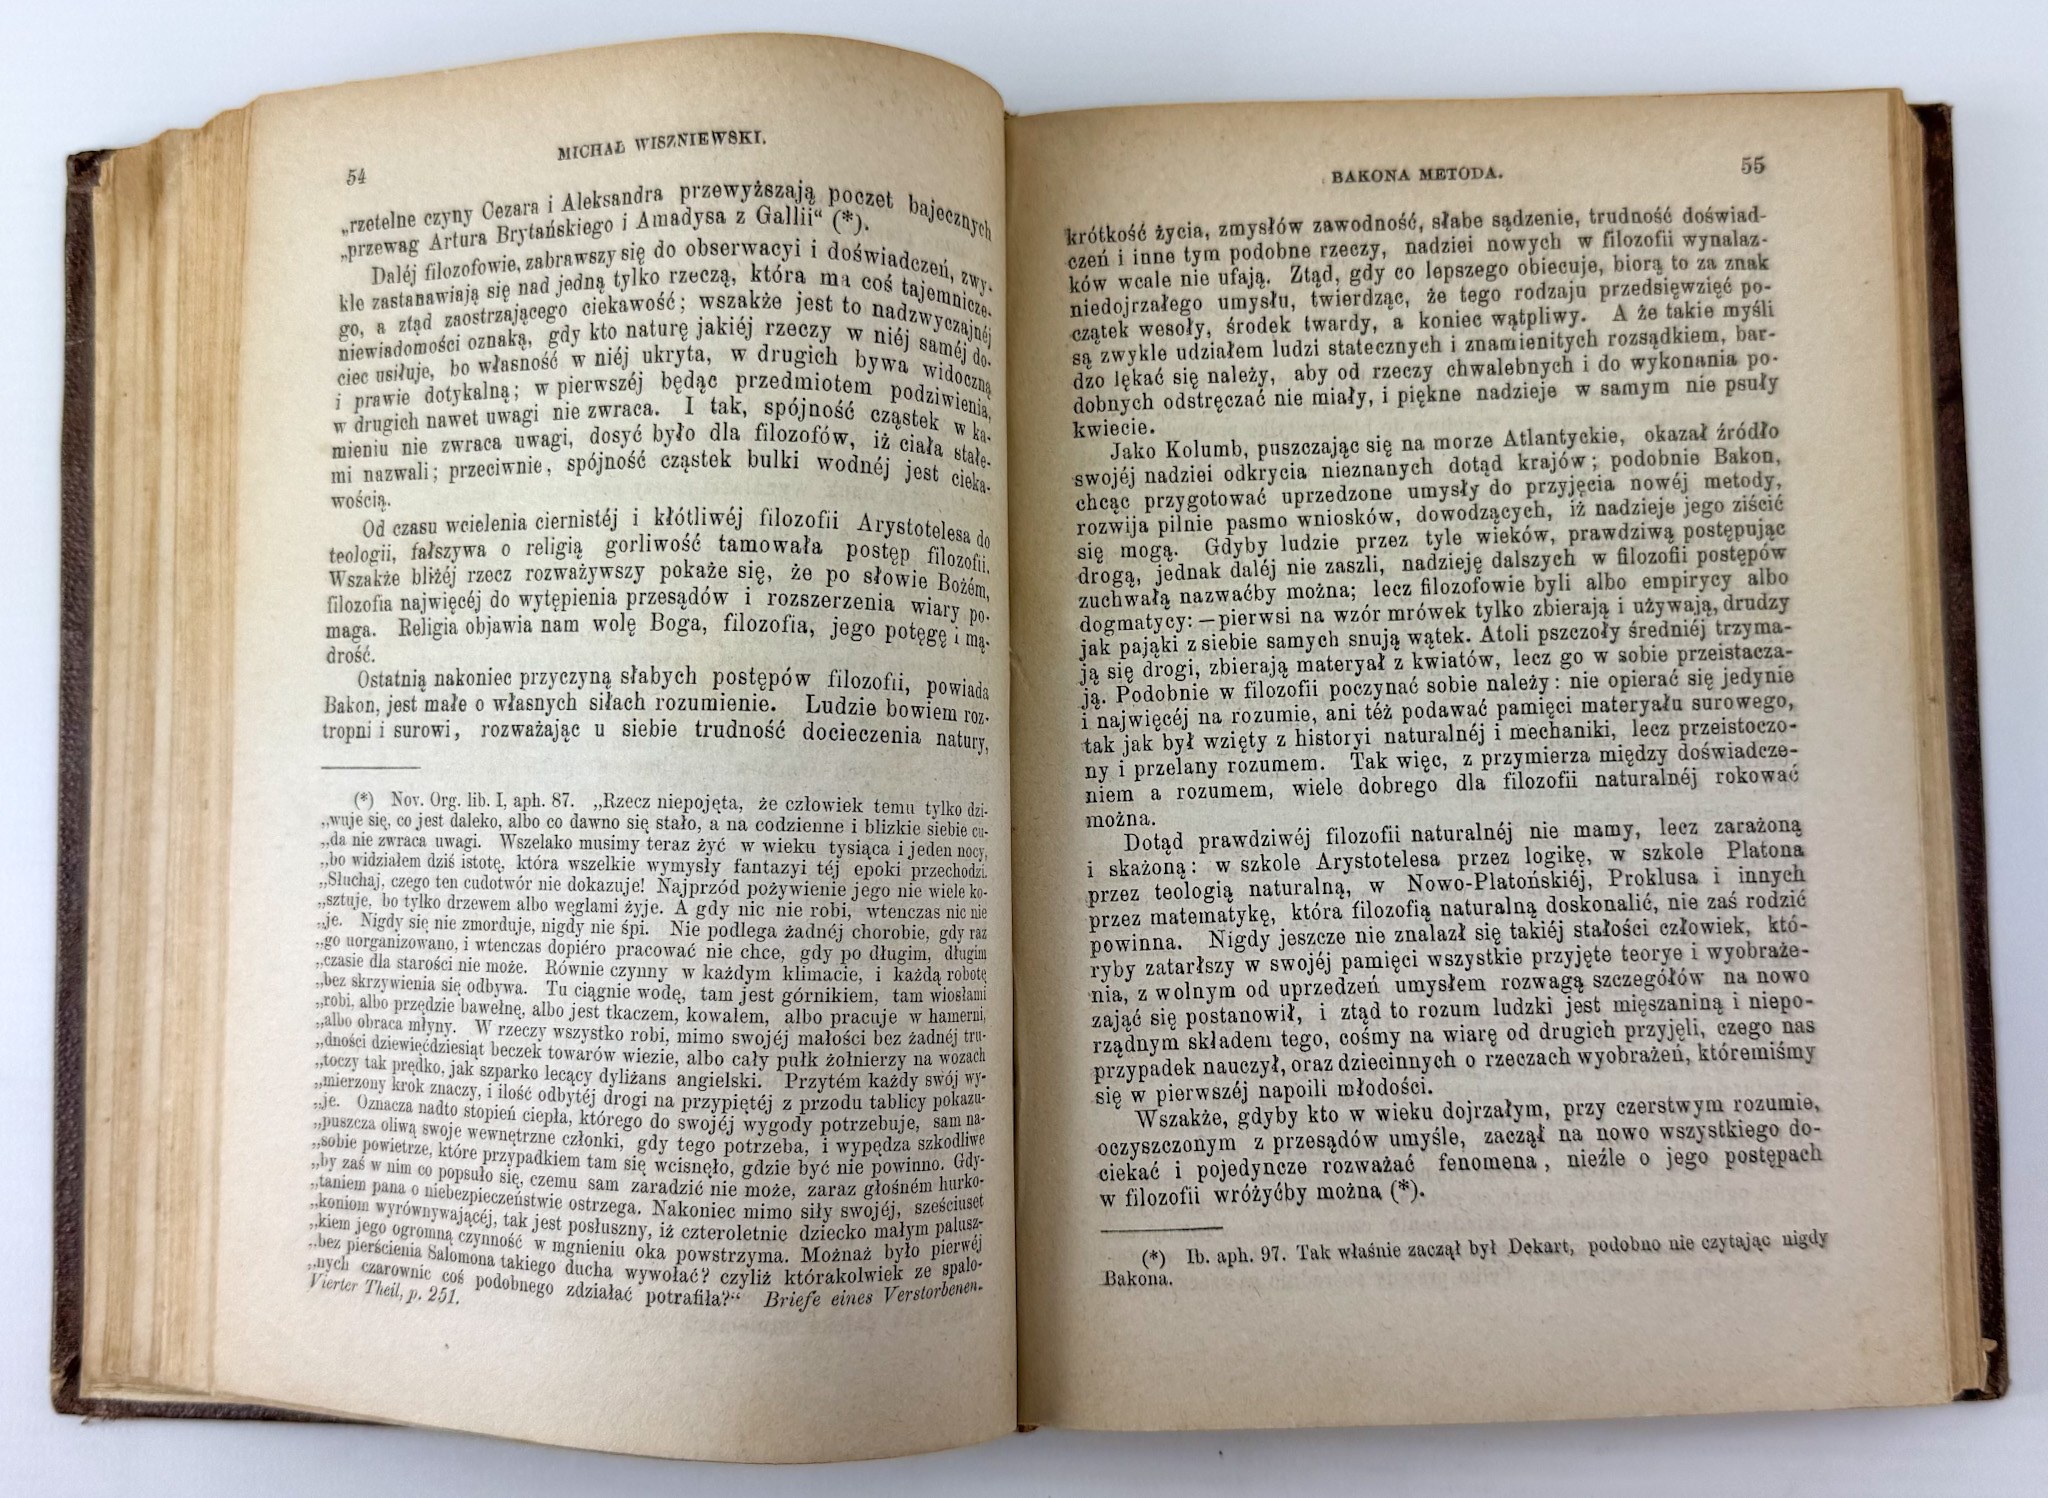 54
MICHAŁ WISZNIEWSKI.
„rzetelne czyny Cezara i Aleksandra przewyższają poczet bajecznych
„przewag Artura Brytańskiego i Amadysa z Gallii“ (*).
Daléj filozofowie, zabrawszy się do obserwacyi i doświadczeń, zwy-
kle zastanawiają się nad jedną tylko rzeczą, która ma coś tajemnicze-
go, a ztąd zaostrzającego ciekawość; wszakże jest to nadzwyczajnéj
niewiadomości oznaką, gdy kto naturę jakiéj rzeczy w niéj saméj do-
ciec usiłuje, bo własność w niéj ukryta, w drugich bywa widoczną
i prawie dotykalną; w pierwszéj będąc przedmiotem podziwienia,
w drugich nawet uwagi nie zwraca. I tak, spójność cząstek w ka-
mieniu nie zwraca uwagi, dosyć było dla filozofów, iż ciała stałe-
mi nazwali; przeciwnie, spójność cząstek bulki wodnéj jest cieka-
wością.
Od czasu wcielenia ciernistéj i kłótliwéj filozofii Arystotelesa do
teologii, fałszywa o religią gorliwość tamowała postęp filozofii.
Wszakże bliżéj rzecz rozważywszy pokaże się, że po słowie Bożém,
filozofia najwięcéj do wytępienia przesądów i rozszerzenia wiary po-
maga. Religia objawia nam wolę Boga, filozofia, jego potęgę i mą-
drość.
Ostatnią nakoniec przyczyną słabych postępów filozofii, powiada
Bakon, jest małe o własnych siłach rozumienie. Ludzie bowiem roz-
tropni i surowi, rozważając u siebie trudność docieczenia natury,
(*) Nov. Org. lib. I, aph. 87. „Rzecz niepojęta, że człowiek temu tylko dzi-
„wuje się, co jest daleko, albo co dawno się stało, a na codzienne i blizkie siebie cu-
„da nie zwraca uwagi. Wszelako musimy teraz żyć w wieku tysiąca i jeden nocy,
„bo widziałem dziś istotę, która wszelkie wymysły fantazyi téj epoki przechodzi.
„Słuchaj, czego ten cudotwór nie dokazuje! Najprzód pożywienie jego nie wiele ko-
„sztuje, bo tylko drzewem albo węglami żyje. A gdy nic nie robi, wtenczas nic nie
„je. Nigdy się nie zmorduje, nigdy nie śpi. Nie podlega żadnéj chorobie, gdy raz
„go uorganizowano, i wtenczas dopiéro pracować nie chce, gdy po długim, długim
„czasie dla starości nie może. Równie czynny w każdym klimacie, i każdą robotę
„bez skrzywienia się odbywa. Tu ciągnie wodę, tam jest górnikiem, tam wiosłami
„robi, albo przędzie bawełnę, albo jest tkaczem, kowalem, albo pracuje w hamerni,
„albo obraca młyny. W rzeczy wszystko robi, mimo swojéj małości bez żadnéj tru-
„dności dziewięćdziesiąt beczek towarów wiezie, albo cały pułk żołnierzy na wozach
„toczy tak prędko, jak szparko lecący dyliżans angielski. Przytém każdy swój wy-
„mierzony krok znaczy, i ilość odbytéj drogi na przypiętéj z przodu tablicy pokazu-
„je. Oznacza nadto stopień ciepła, którego do swojéj wygody potrzebuje, sam na-
„puszcza oliwą swoje wewnętrzne członki, gdy tego potrzeba, i wypędza szkodliwe
„sobie powietrze, które przypadkiem tam się wcisnęło, gdzie być nie powinno. Gdy-
„by zaś w nim co popsuło się, czemu sam zaradzić nie może, zaraz głośném hurko-
„taniem pana o niebezpieczeństwie ostrzega. Nakoniec mimo siły swojéj, sześciuset
„koniom wyrównywającéj, tak jest posłuszny, iż czteroletnie dziecko małym palusz-
„kiem jego ogromną czynność w mgnieniu oka powstrzyma. Możnaż było pierwéj
„bez pierścienia Salomona takiego ducha wywołać? czyliż którakolwiek ze spalo-
„nych czarownic coś podobnego zdziałać potrafiła?“ Briefe eines Verstorbenen.
Vierter Theil, p. 251.
BAKONA METODA.
55
krótkość życia, zmysłów zawodność, słabe sądzenie, trudność doświad-
czeń i inne tym podobne rzeczy, nadziei nowych w filozofii wynalaz-
ków wcale nie ufają. Ztąd, gdy co lepszego obiecuje, biorą to za znak
niedojrzałego umysłu, twierdząc, że tego rodzaju przedsięwzięć po-
czątek wesoły, środek twardy, a koniec wątpliwy. A że takie myśli
są zwykle udziałem ludzi statecznych i znamienitych rozsądkiem, bar-
dzo lękać się należy, aby od rzeczy chwalebnych i do wykonania po-
dobnych odstręczać nie miały, i piękne nadzieje w samym nie psuły
kwiecie.
Jako Kolumb, puszczając się na morze Atlantyckie, okazał źródło
swojéj nadziei odkrycia nieznanych dotąd krajów; podobnie Bakon,
chcąc przygotować uprzedzone umysły do przyjęcia nowéj metody,
rozwija pilnie pasmo wniosków, dowodzących, iż nadzieje jego ziścić
się mogą. Gdyby ludzie przez tyle wieków, prawdziwą postępując
drogą, jednak daléj nie zaszli, nadzieję dalszych w filozofii postępów
zuchwałą nazwaćby można; lecz filozofowie byli albo empirycy albo
dogmatycy: — pierwsi na wzór mrówek tylko zbierają i używają, drudzy
jak pająki z siebie samych snują wątek. Atoli pszczoły średniéj trzyma-
ją się drogi, zbierają materyał z kwiatów, lecz go w sobie przeistacza-
ją. Podobnie w filozofii poczynać sobie należy: nie opierać się jedynie
i najwięcéj na rozumie, ani téż podawać pamięci materyału surowego,
tak jak był wzięty z historyi naturalnéj i mechaniki, lecz przeistoczo-
ny i przelany rozumem. Tak więc, z przymierza między doświadcze-
niem a rozumem, wiele dobrego dla filozofii naturalnéj rokować
można.
Dotąd prawdziwéj filozofii naturalnéj nie mamy, lecz zarażoną
i skażoną: w szkole Arystotelesa przez logikę, w szkole Platona
przez teologią naturalną, w Nowo-Platońskiéj, Proklusa i innych
przez matematykę, która filozofią naturalną doskonalić, nie zaś rodzić
powinna. Nigdy jeszcze nie znalazł się takiéj stałości człowiek, któ-
ryby zatarłszy w swojéj pamięci wszystkie przyjęte teorye i wyobraże-
nia, z wolnym od uprzedzeń umysłem rozwagą szczegółów na nowo
zająć się postanowił, i ztąd to rozum ludzki jest mięszaniną i niepo-
rządnym składem tego, cośmy na wiarę od drugich przyjęli, czego nas
przypadek nauczył, oraz dziecinnych o rzeczach wyobrażeń, któremiśmy
się w pierwszéj napoili młodości.
Wszakże, gdyby kto w wieku dojrzałym, przy czerstwym rozumie,
oczyszczonym z przesądów umyśle, zaczął na nowo wszystkiego do-
ciekać i pojedyncze rozważać fenomena, nieźle o jego postępach
w filozofii wróżyćby można (*).
(*) Ib. aph. 97. Tak właśnie zaczął był Dekart, podobno nie czytając nigdy
Bakona.